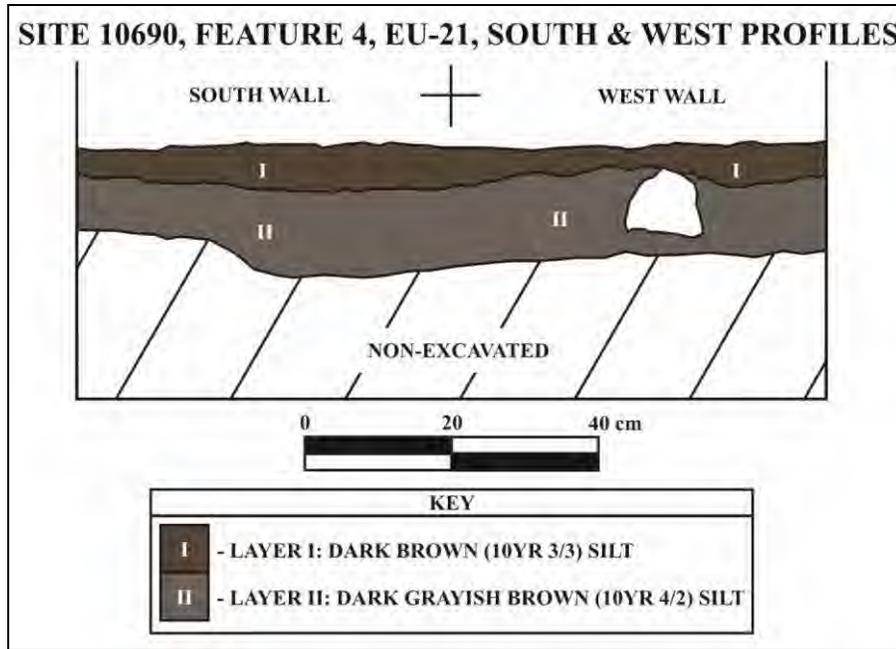 SITE 10690, FEATURE 4, EU-21, SOUTH & WEST PROFILES
SOUTH WALL
WEST WALL
I
I
II
II
NON-EXCAVATED
0 20 40 cm
KEY
I - LAYER I: DARK BROWN (10YR 3/3) SILT
II - LAYER II: DARK GRAYISH BROWN (10YR 4/2) SILT